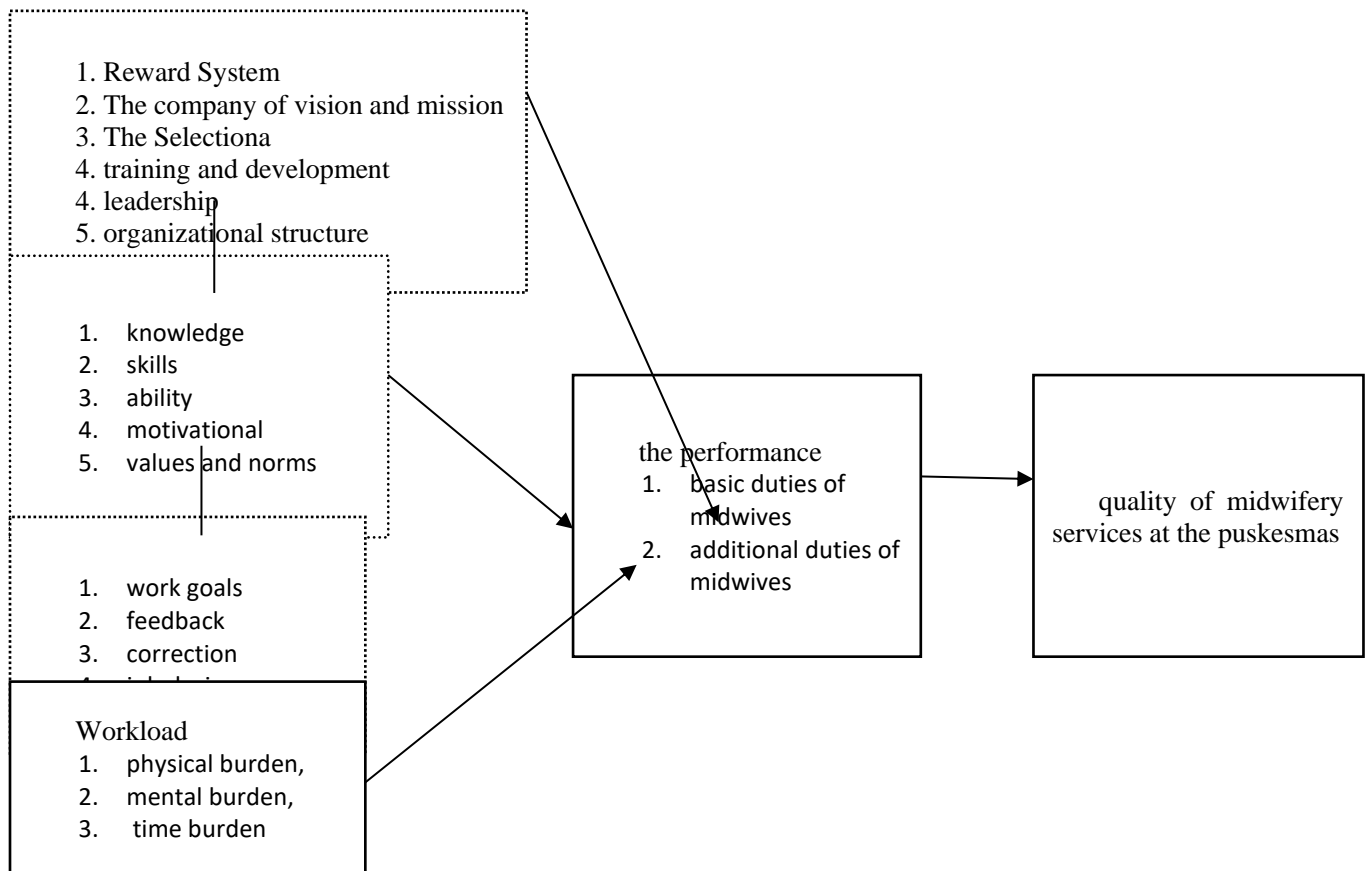 1. Reward System
2. The company of vision and mission
3. The Selectiona
4. training and development
4. leadership
5. organizational structure
1. knowledge
2. skills
3. ability
4. motivational
5. values and norms
1. work goals
2. feedback
3. correction
Workload
1. physical burden,
2. mental burden,
3. time burden
the performance
1. basic duties of
midwives
2. additional duties of
midwives
quality of midwifery
services at the puskesmas